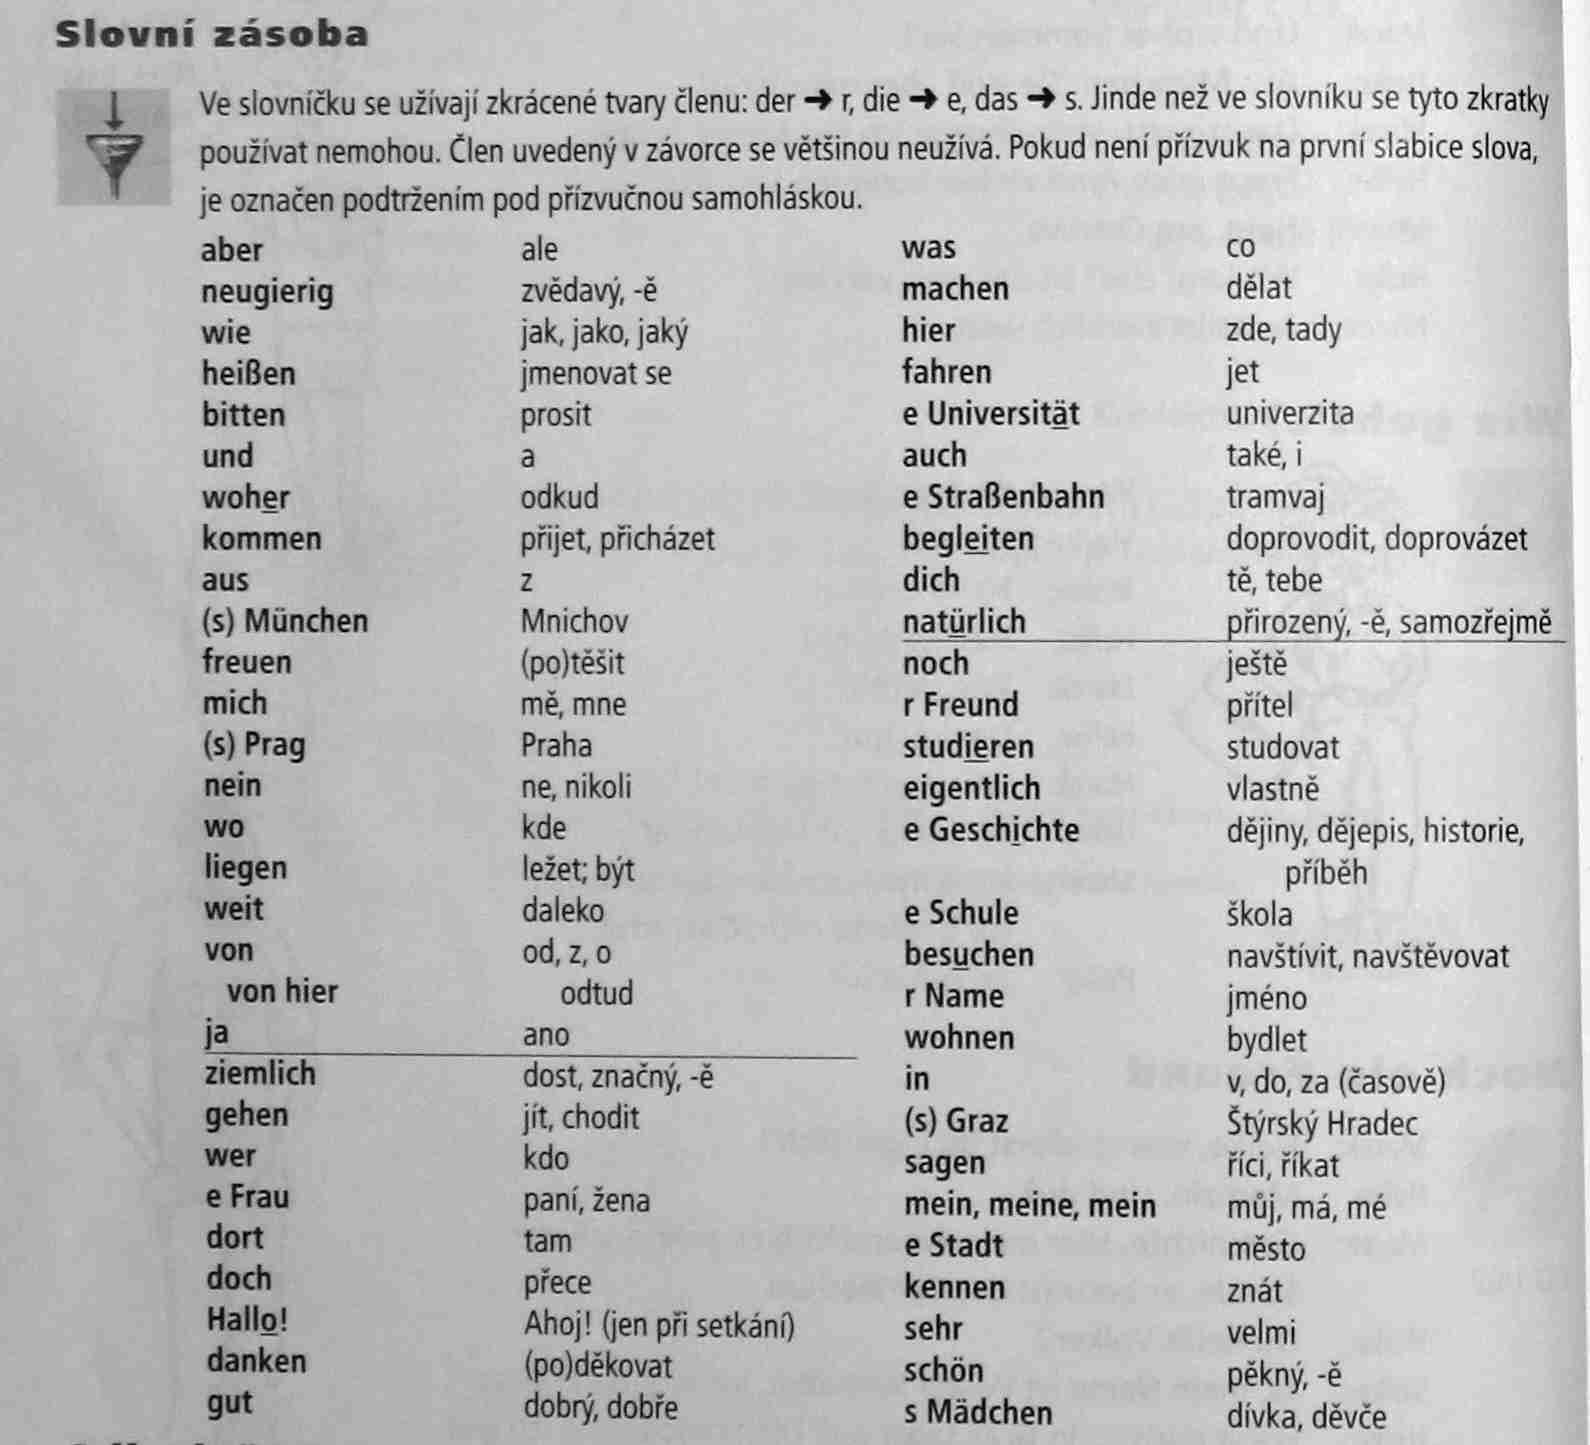 Slovní zásoba
Ve slovníčku se užívají zkrácené tvary členu: der ➔ r, die ➔ e, das ➔ s. Jinde než ve slovníku se tyto zkratky
používat nemohou. Člen uvedený v závorce se většinou neužívá. Pokud není přízvuk na první slabice slova,
je označen podtržením pod přízvučnou samohláskou.
aber ale
neugierig zvědavý, -ě
wie jak, jako, jaký
heißen jmenovat se
bitten prosit
und a
woher odkud
kommen přijet, přicházet
aus z
(s) München Mnichov
freuen (po)těšit
mich mě, mne
(s) Prag Praha
nein ne, nikoli
wo kde
liegen ležet; být
weit daleko
von od, z, o
von hier odtud
ja ano
ziemlich dost, značný, -ě
gehen jít, chodit
wer kdo
e Frau paní, žena
dort tam
doch přece
Hallo! Ahoj! (jen při setkání)
danken (po)děkovat
gut dobrý, dobře
was co
machen dělat
hier zde, tady
fahren jet
e Universität univerzita
auch také, i
e Straßenbahn tramvaj
begleiten doprovodit, doprovázet
dich tě, tebe
natürlich přirozený, -ě, samozřejmě
noch ještě
r Freund přítel
studieren studovat
eigentlich vlastně
e Geschichte dějiny, dějepis, historie,
příběh
e Schule škola
besuchen navštívit, navštěvovat
r Name jméno
wohnen bydlet
in v, do, za (časově)
(s) Graz Štýrský Hradec
sagen říci, říkat
mein, meine, mein můj, má, mé
e Stadt město
kennen znát
sehr velmi
schön pěkný, -ě
s Mädchen dívka, děvče